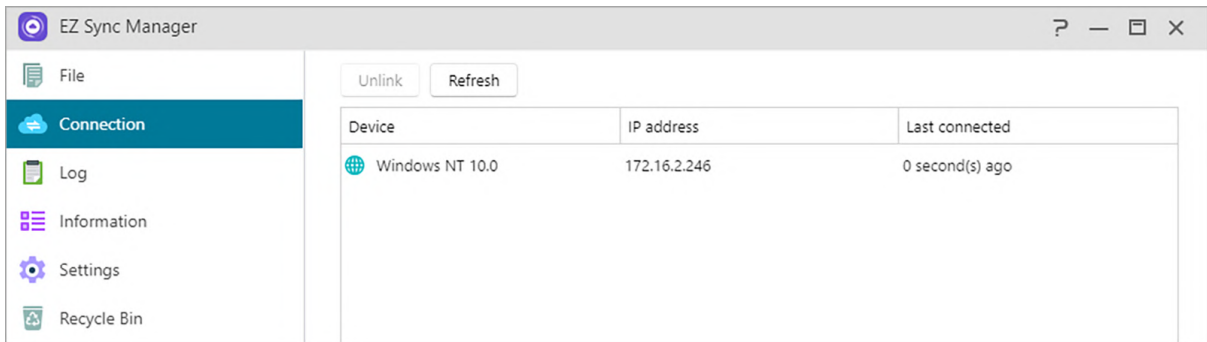 EZ Sync Manager
File
Connection
Log
Information
Settings
Recycle Bin
Unlink Refresh
Device IP address Last connected
Windows NT 10.0 172.16.2.246 0 second(s) ago